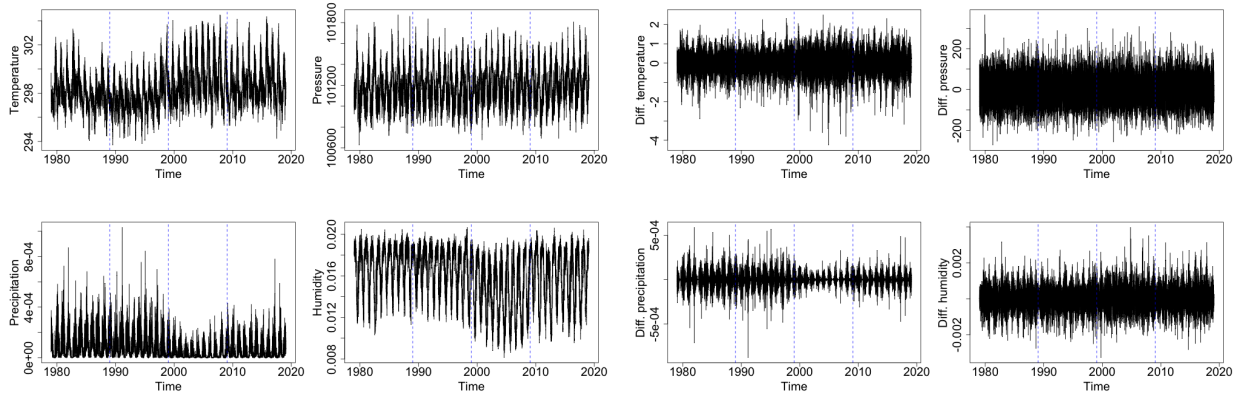 Temperature
294 298 302
1980 1990 2000 2010 2020
Time
Pressure
100600 101200 101800
1980 1990 2000 2010 2020
Time
Diff. temperature
-4 -2 0 1 2
1980 1990 2000 2010 2020
Time
Diff. pressure
-200 0 200
1980 1990 2000 2010 2020
Time
Precipitation
0e+00 4e-04 8e-04
1980 1990 2000 2010 2020
Time
Humidity
0.008 0.012 0.016 0.020
1980 1990 2000 2010 2020
Time
Diff. precipitation
-5e-04 5e-04
1980 1990 2000 2010 2020
Time
Diff. humidity
-0.002 0.002
1980 1990 2000 2010 2020
Time